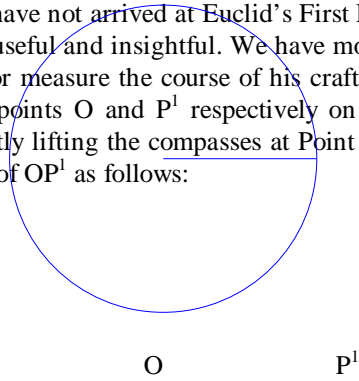 have not arrived at Euclid's First
useful and insightful. We have mo
or measure the course of his craft
points O and P¹ respectively on
tly lifting the compasses at Point
of OP¹ as follows:
O P¹